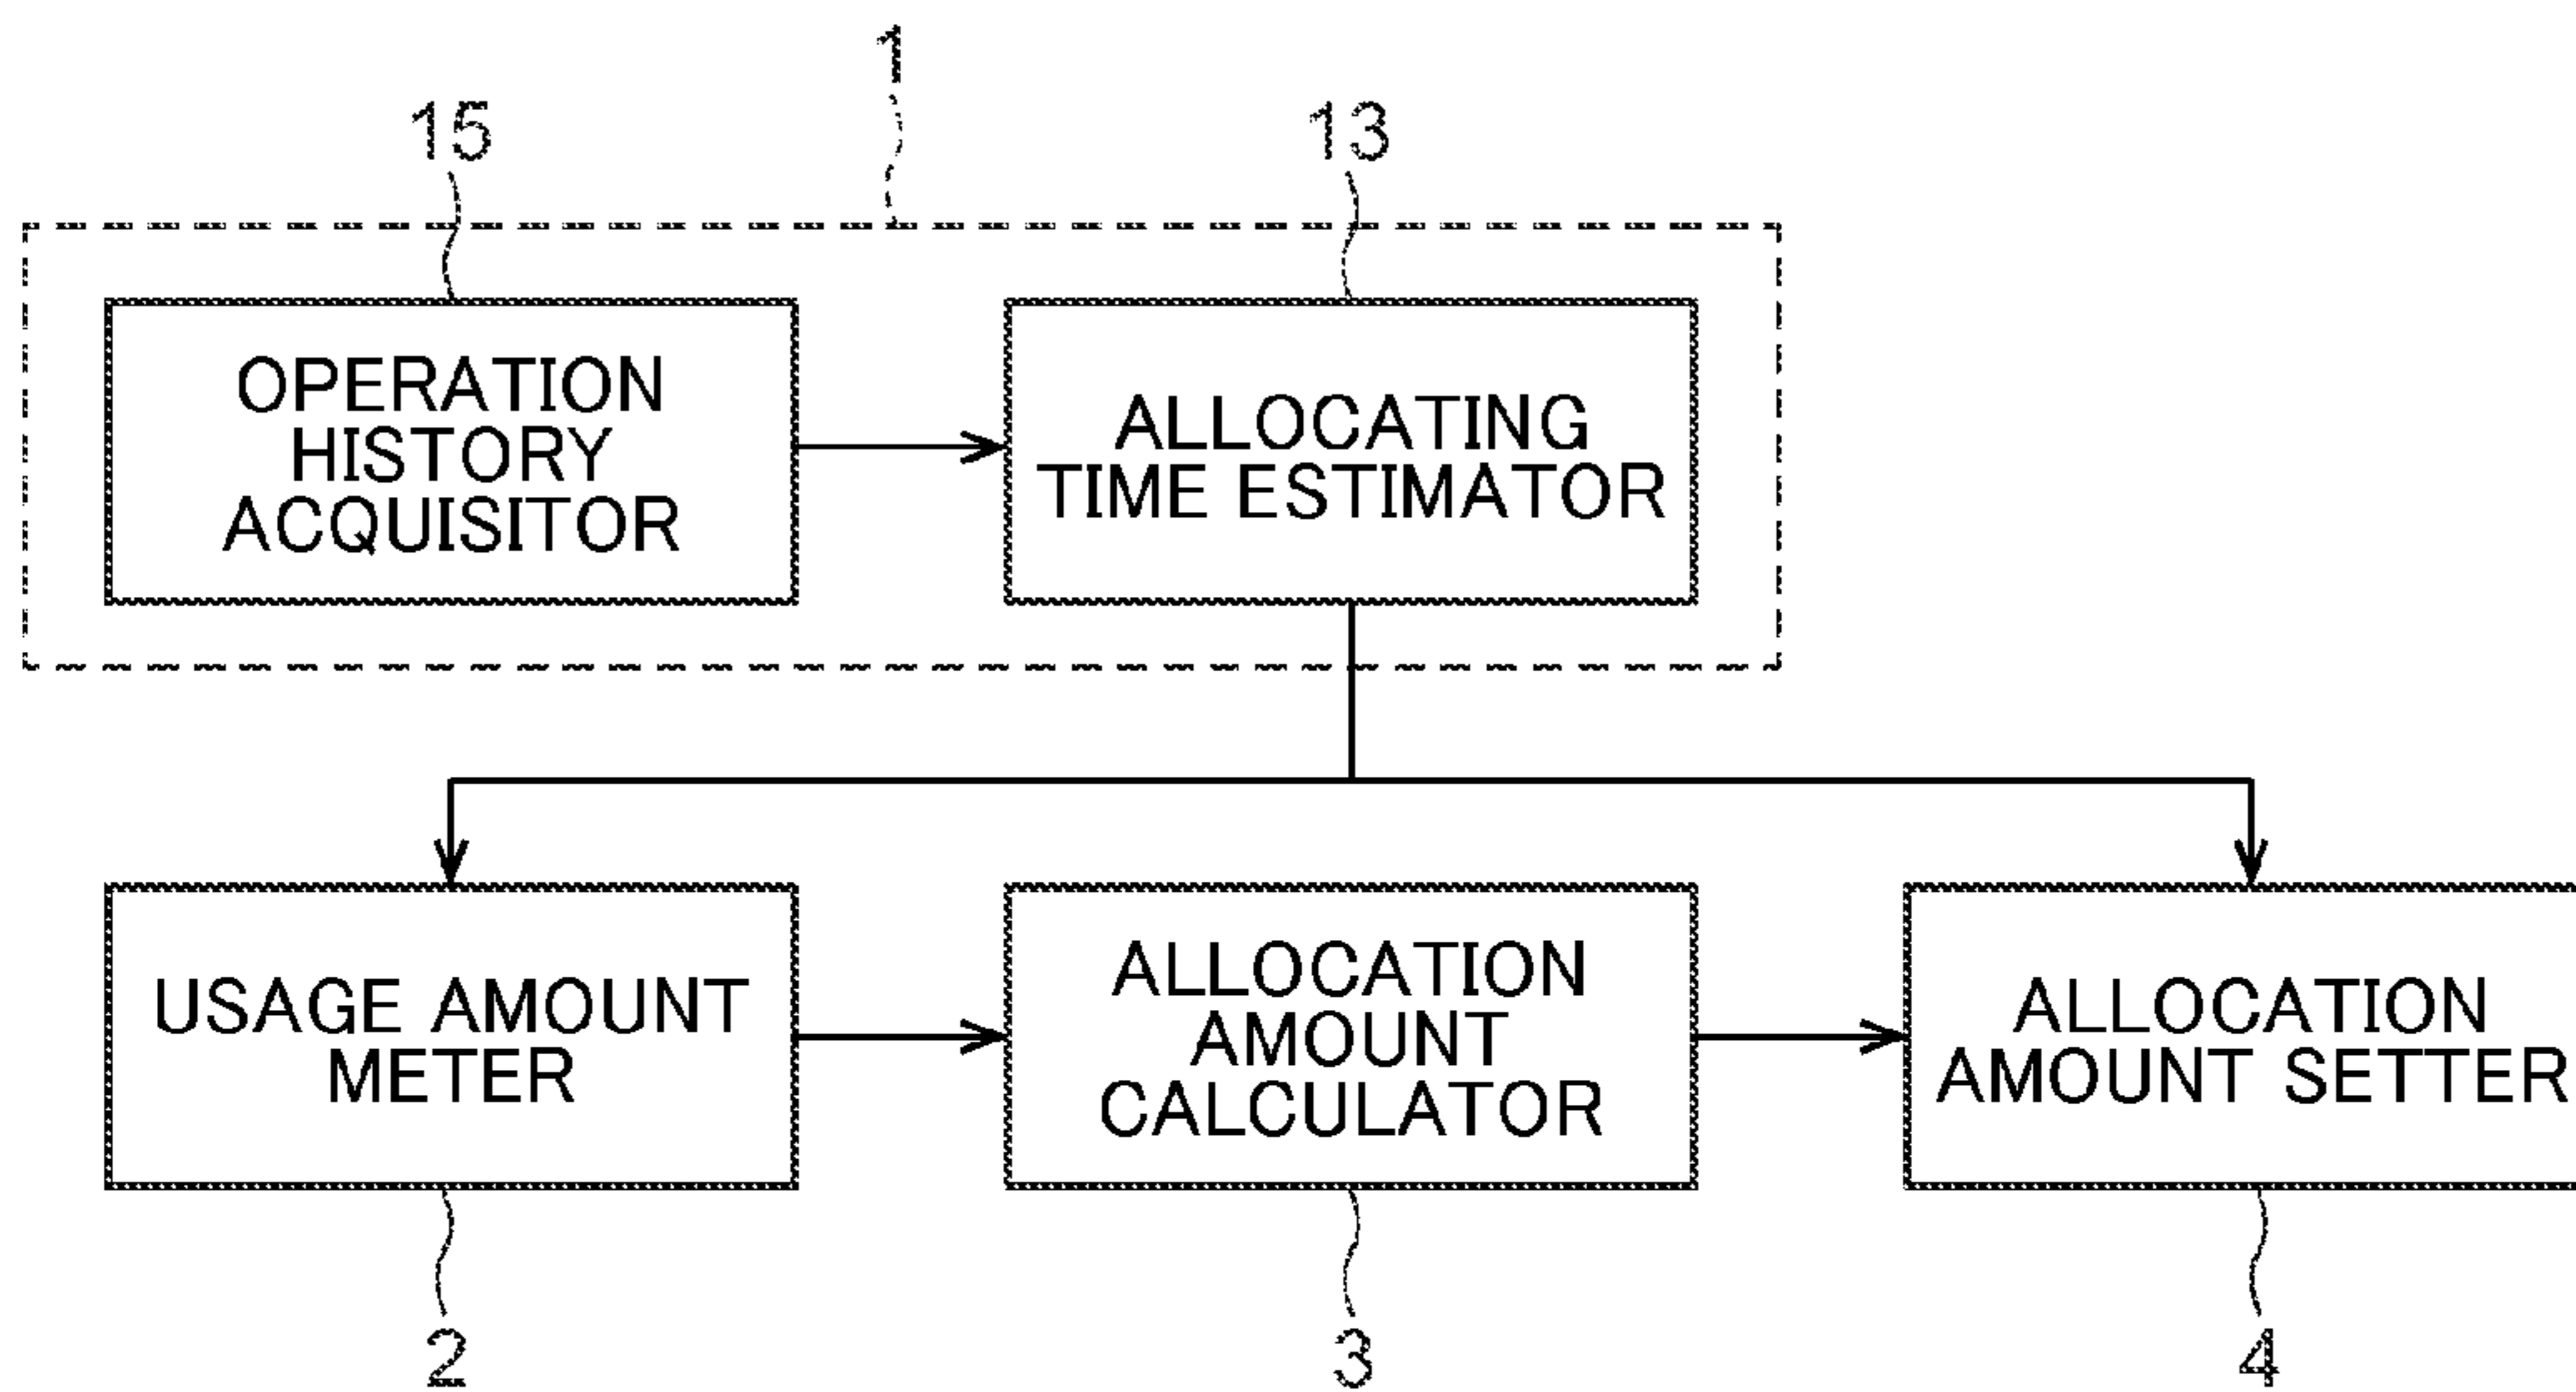 1
15
13
OPERATION
HISTORY
ACQUISITOR
ALLOCATING
TIME ESTIMATOR
USAGE AMOUNT
METER
ALLOCATION
AMOUNT
CALCULATOR
ALLOCATION
AMOUNT SETTER
2
3
4